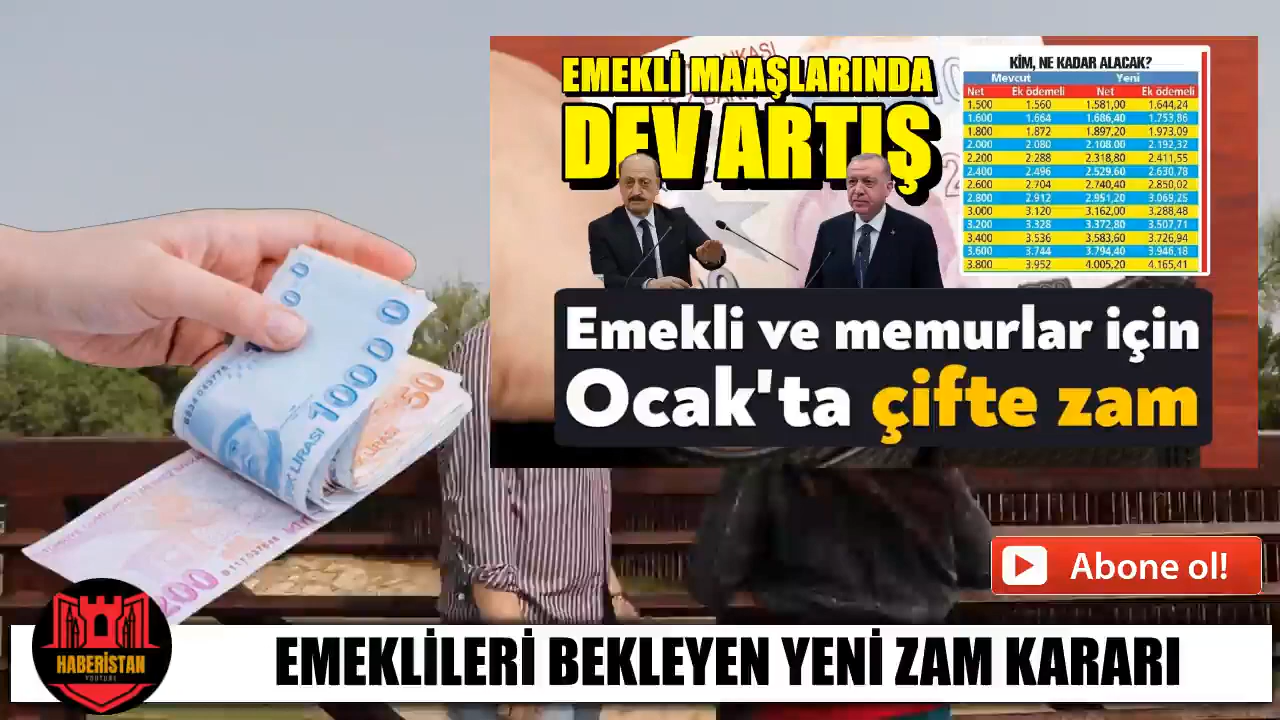 EMEKLİ MAAŞLARINDA
DEV ARTIŞ
KİM, NE KADAR ALACAK?
Mevcut Yeni
Net Ek ödemeli Net Ek ödemeli
1.500 1.560 1.581,00 1.644,24
1.600 1.664 1.686,40 1.753,86
1.800 1.872 1.897,20 1.973,09
2.000 2.080 2.108.00 2.192,32
2.200 2.288 2.318,80 2.411,55
2.400 2.496 2.529,60 2.630,78
2.600 2.704 2.740,40 2.850,02
2.800 2.912 2.951,20 3.069,25
3.000 3.120 3.162,00 3.288,48
3.200 3.328 3.372,80 3.507,71
3.400 3.536 3.583,60 3.726,94
3.600 3.744 3.794,40 3.946,18
3.800 3.952 4.005,20 4.165,41
Emekli ve memurlar için
Ocak'ta çifte zam
100
50
LIRASI
200
Abone ol!
HABERİSTAN
YOUTUBE
EMEKLİLERİ BEKLEYEN YENİ ZAM KARARI